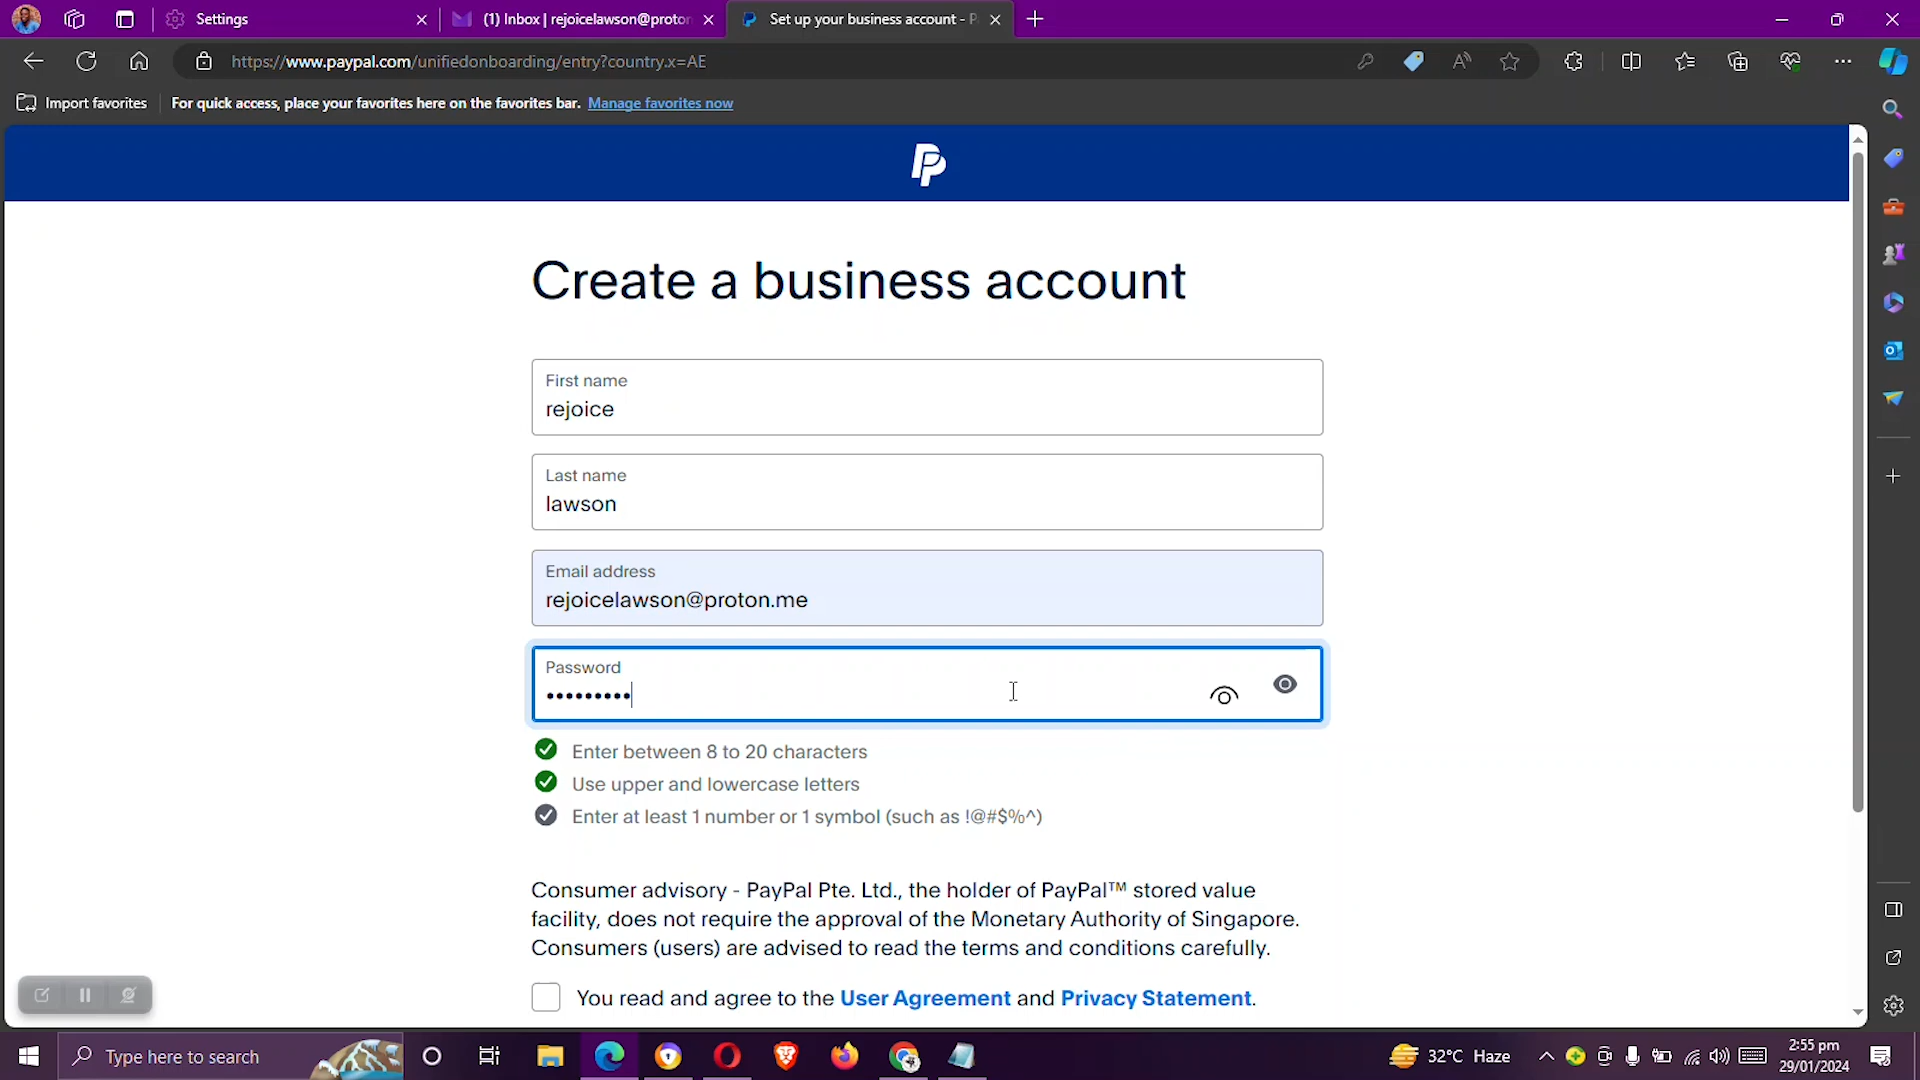 Settings
(1) Inbox | rejoicelawson@proton
Set up your business account - P
https://www.paypal.com/unifiedonboarding/entry?country.x=AE
Import favorites
For quick access, place your favorites here on the favorites bar. Manage favorites now
Create a business account
First name
rejoice
Last name
lawson
Email address
rejoicelawson@proton.me
Password
•••••••••
Enter between 8 to 20 characters
Use upper and lowercase letters
Enter at least 1 number or 1 symbol (such as !@#$%^)
Consumer advisory - PayPal Pte. Ltd., the holder of PayPal™ stored value
facility, does not require the approval of the Monetary Authority of Singapore.
Consumers (users) are advised to read the terms and conditions carefully.
You read and agree to the User Agreement and Privacy Statement.
Type here to search
32°C Haze
2:55 pm
29/01/2024